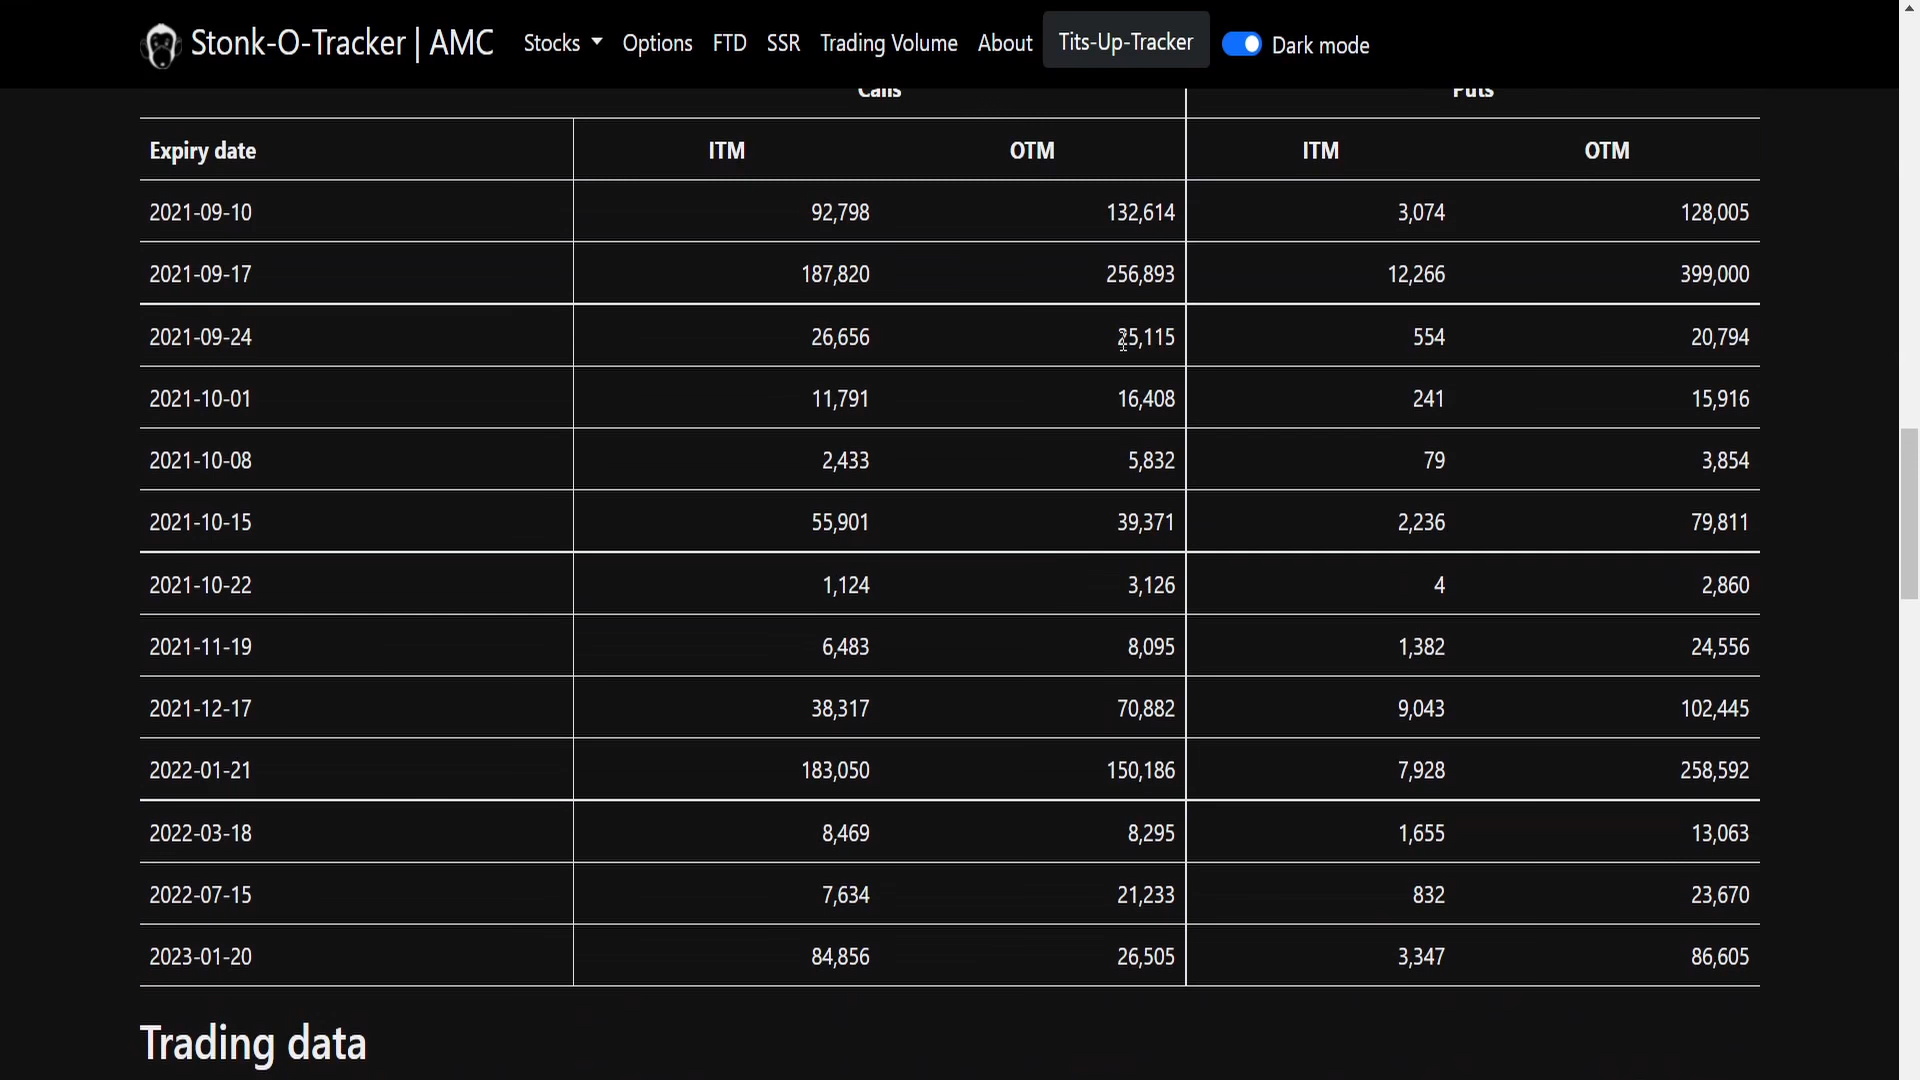 Stonk-O-Tracker | AMC Stocks Options FTD SSR Trading Volume About Tits-Up-Tracker Dark mode
Calls Puts
Expiry date ITM OTM ITM OTM
2021-09-10 92,798 132,614 3,074 128,005
2021-09-17 187,820 256,893 12,266 399,000
2021-09-24 26,656 25,115 554 20,794
2021-10-01 11,791 16,408 241 15,916
2021-10-08 2,433 5,832 79 3,854
2021-10-15 55,901 39,371 2,236 79,811
2021-10-22 1,124 3,126 4 2,860
2021-11-19 6,483 8,095 1,382 24,556
2021-12-17 38,317 70,882 9,043 102,445
2022-01-21 183,050 150,186 7,928 258,592
2022-03-18 8,469 8,295 1,655 13,063
2022-07-15 7,634 21,233 832 23,670
2023-01-20 84,856 26,505 3,347 86,605
Trading data